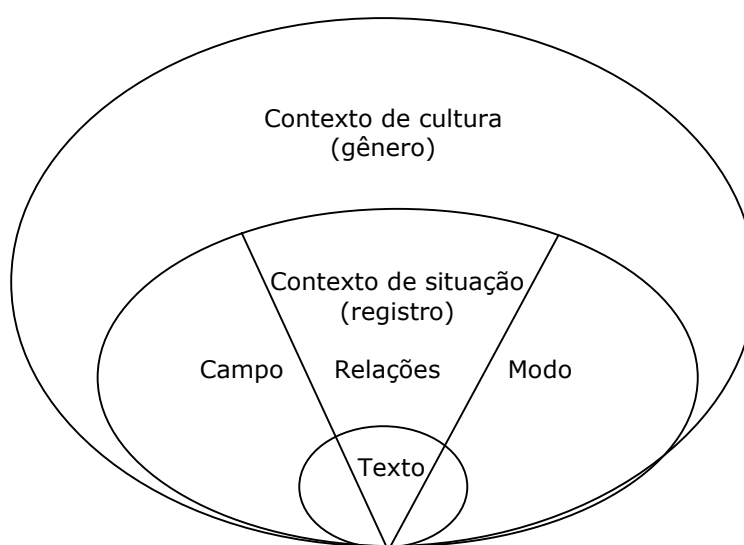 Contexto de cultura
(gênero)
Contexto de situação
(registro)
Campo Relações Modo
Texto